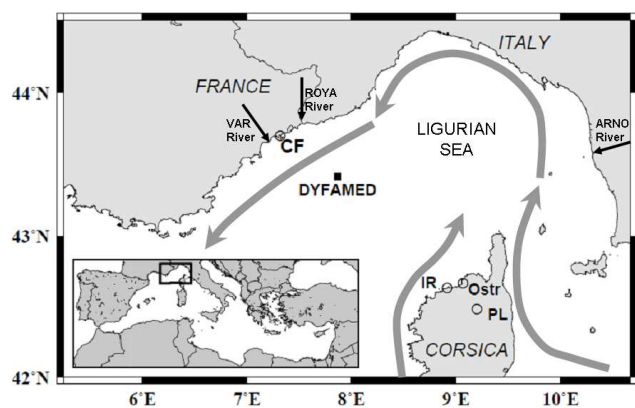 ITALY
44°N
FRANCE
ROYA
River
VAR
River
CF
LIGURIAN
SEA
ARNO
River
DYFAMED
43°N
IR
Ostr
PL
CORSICA
42°N
6°E
7°E
8°E
9°E
10°E